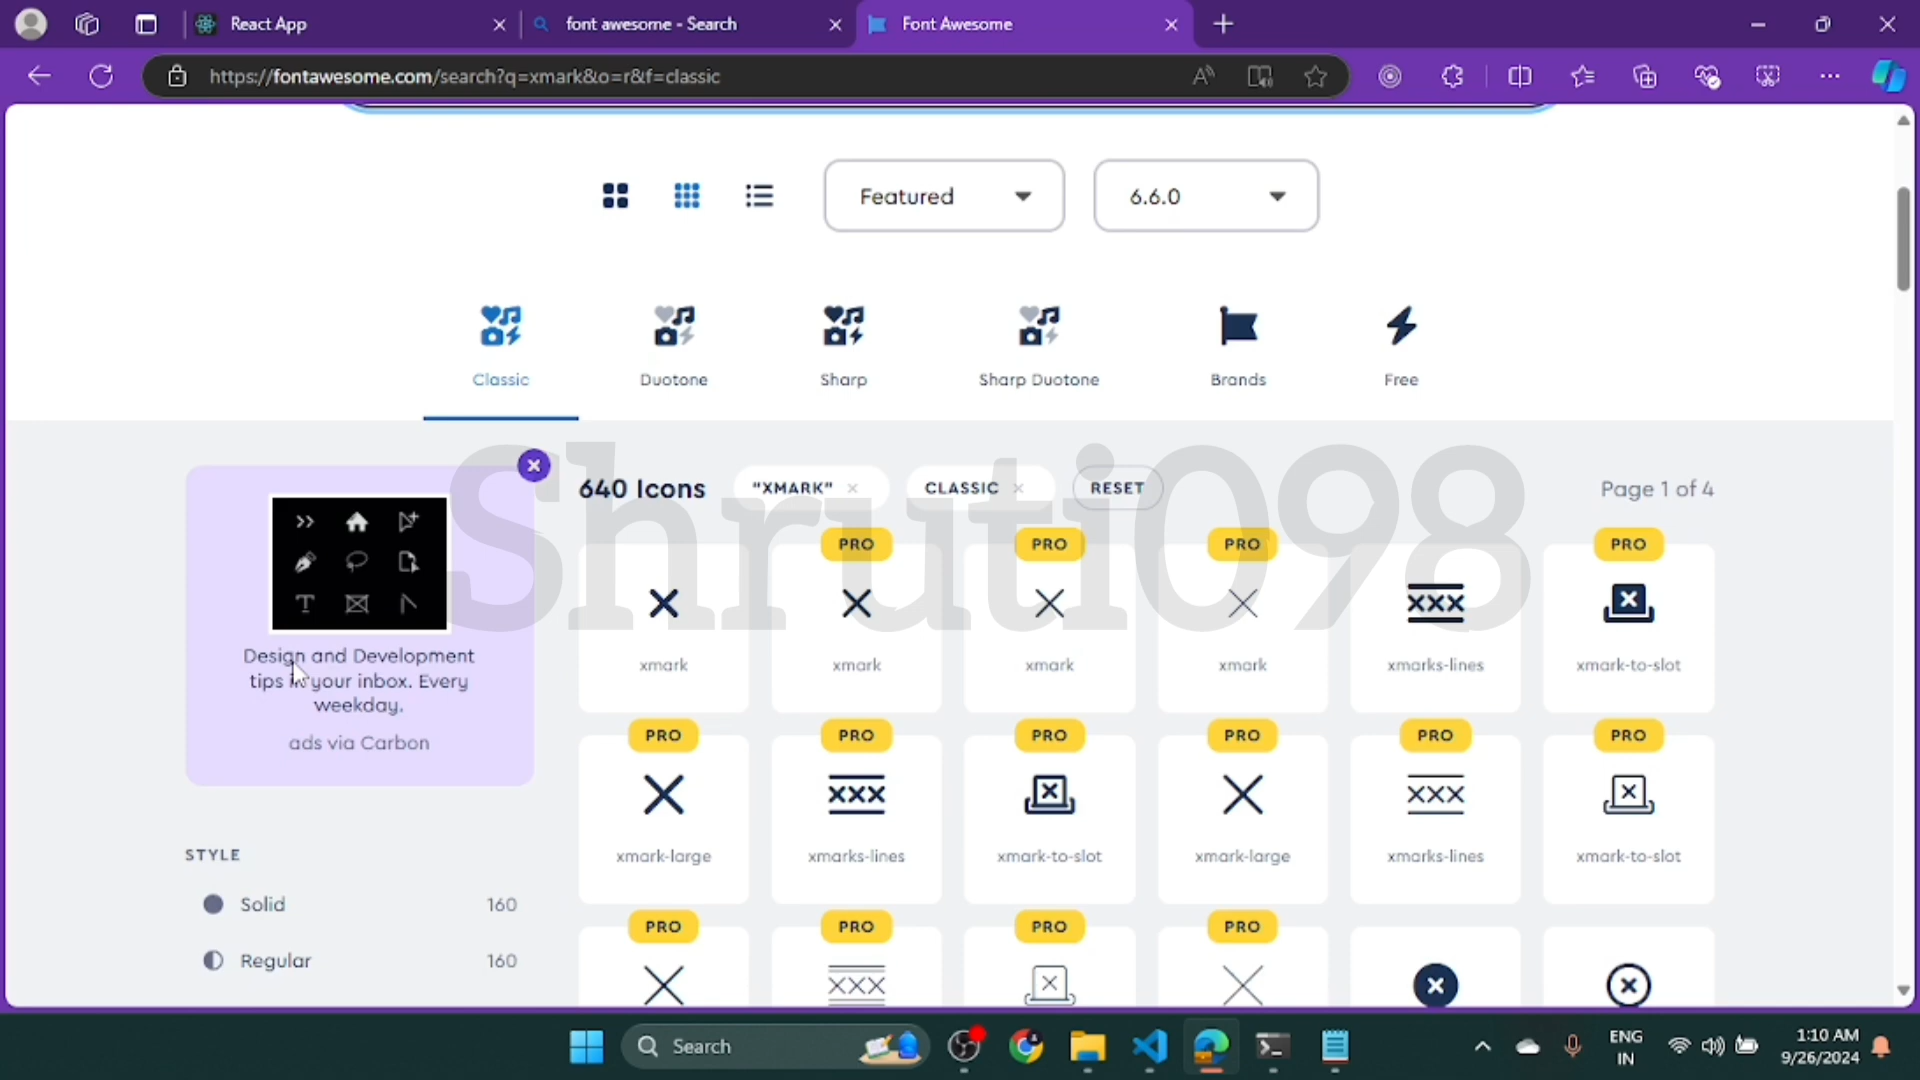 React App
font awesome - Search
Font Awesome
https://fontawesome.com/search?q=xmark&o=r&f=classic
Featured
6.6.0
Classic
Duotone
Sharp
Sharp Duotone
Brands
Free
640 Icons
"XMARK"
CLASSIC
RESET
Page 1 of 4
Shruti098
Design and Development
tips in your inbox. Every
weekday.
ads via Carbon
PRO PRO PRO PRO
xmark xmark xmark xmark xmarks-lines xmark-to-slot
PRO PRO PRO PRO PRO PRO
xmark-large xmarks-lines xmark-to-slot xmark-large xmarks-lines xmark-to-slot
PRO PRO PRO PRO
STYLE
Solid 160
Regular 160
Search
ENG
IN
1:10 AM
9/26/2024